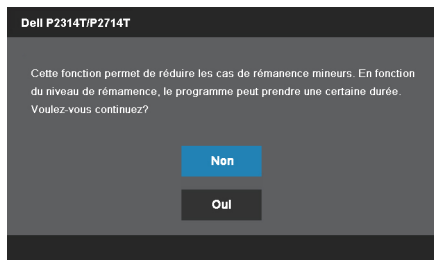 Dell P2314T/P2714T
Cette fonction permet de réduire les cas de rémanence mineurs. En fonction
du niveau de rémamence, le programme peut prendre une certaine durée.
Voulez-vous continuez?
Non
Oui